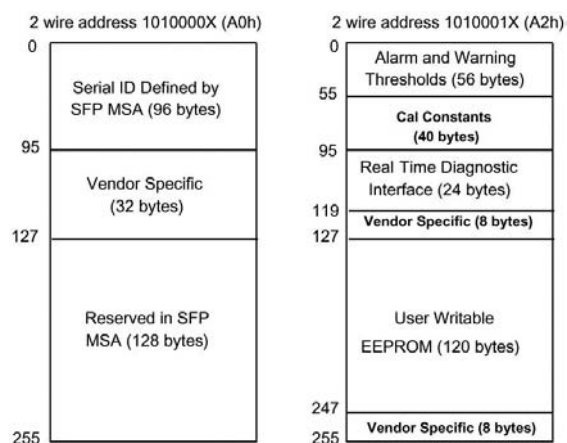 2 wire address 1010000X (A0h)
0
Serial ID Defined by
SFP MSA (96 bytes)
95
Vendor Specific
(32 bytes)
127
Reserved in SFP
MSA (128 bytes)
255
2 wire address 1010001X (A2h)
0
Alarm and Warning
Thresholds (56 bytes)
55
Cal Constants
(40 bytes)
95
Real Time Diagnostic
Interface (24 bytes)
119
Vendor Specific (8 bytes)
127
User Writable
EEPROM (120 bytes)
247
Vendor Specific (8 bytes)
255